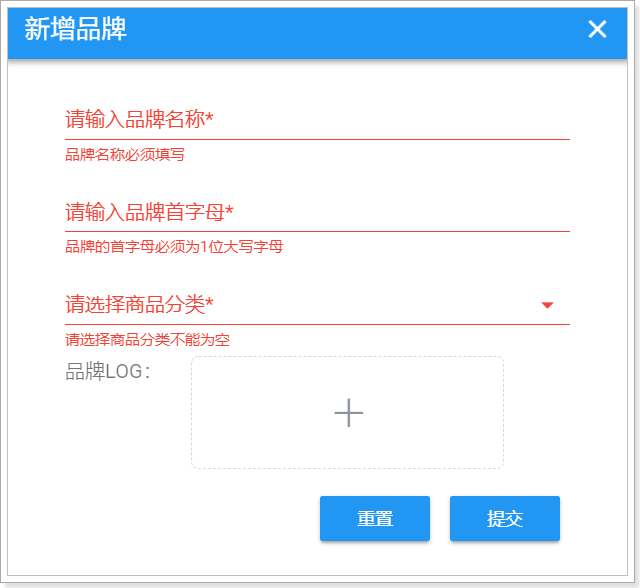 新增品牌
请输入品牌名称*
品牌名称必须填写
请输入品牌首字母*
品牌的首字母必须为1位大写字母
请选择商品分类*
请选择商品分类不能为空
品牌LOG：
重置 提交